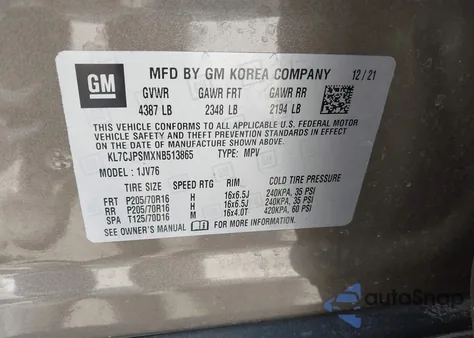 GM
MFD BY GM KOREA COMPANY 12/21
GVWR GAWR FRT GAWR RR
4387 LB 2348 LB 2194 LB
THIS VEHICLE CONFORMS TO ALL APPLICABLE U.S. FEDERAL MOTOR
VEHICLE SAFETY AND THEFT PREVENTION STANDARDS IN EFFECT ON THE
DATE OF MANUFACTURE SHOWN ABOVE.
KL7CJPSMXNB513865 TYPE: MPV
MODEL : 1JV76
TIRE SIZE SPEED RTG RIM COLD TIRE PRESSURE
FRT P205/70R16 H 16x6.5J 240KPA, 35 PSI
RR P205/70R16 H 16x6.5J 240KPA, 35 PSI
SPA T125/70D16 M 16x4.0T 420KPA, 60 PSI
SEE OWNER'S MANUAL FOR MORE INFORMATION
autoSnap